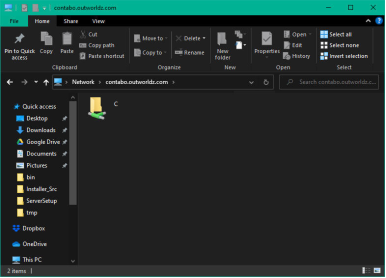 contabo.outworldz.com
File Home Share View
Pin to Quick access
Copy
Paste
Cut
Copy path
Paste shortcut
Clipboard
Move to
Copy to
Delete
Rename
Organize
New folder
New
Properties
Open
Edit
History
Open
Select all
Select none
Invert selection
Select
Network › contabo.outworldz.com ›
Search contabo.outworldz.com
Quick access
Desktop
Downloads
Google Drive
Documents
Pictures
bin
Installer_Src
ServerSetup
tmp
Dropbox
OneDrive
This PC
C
2 items